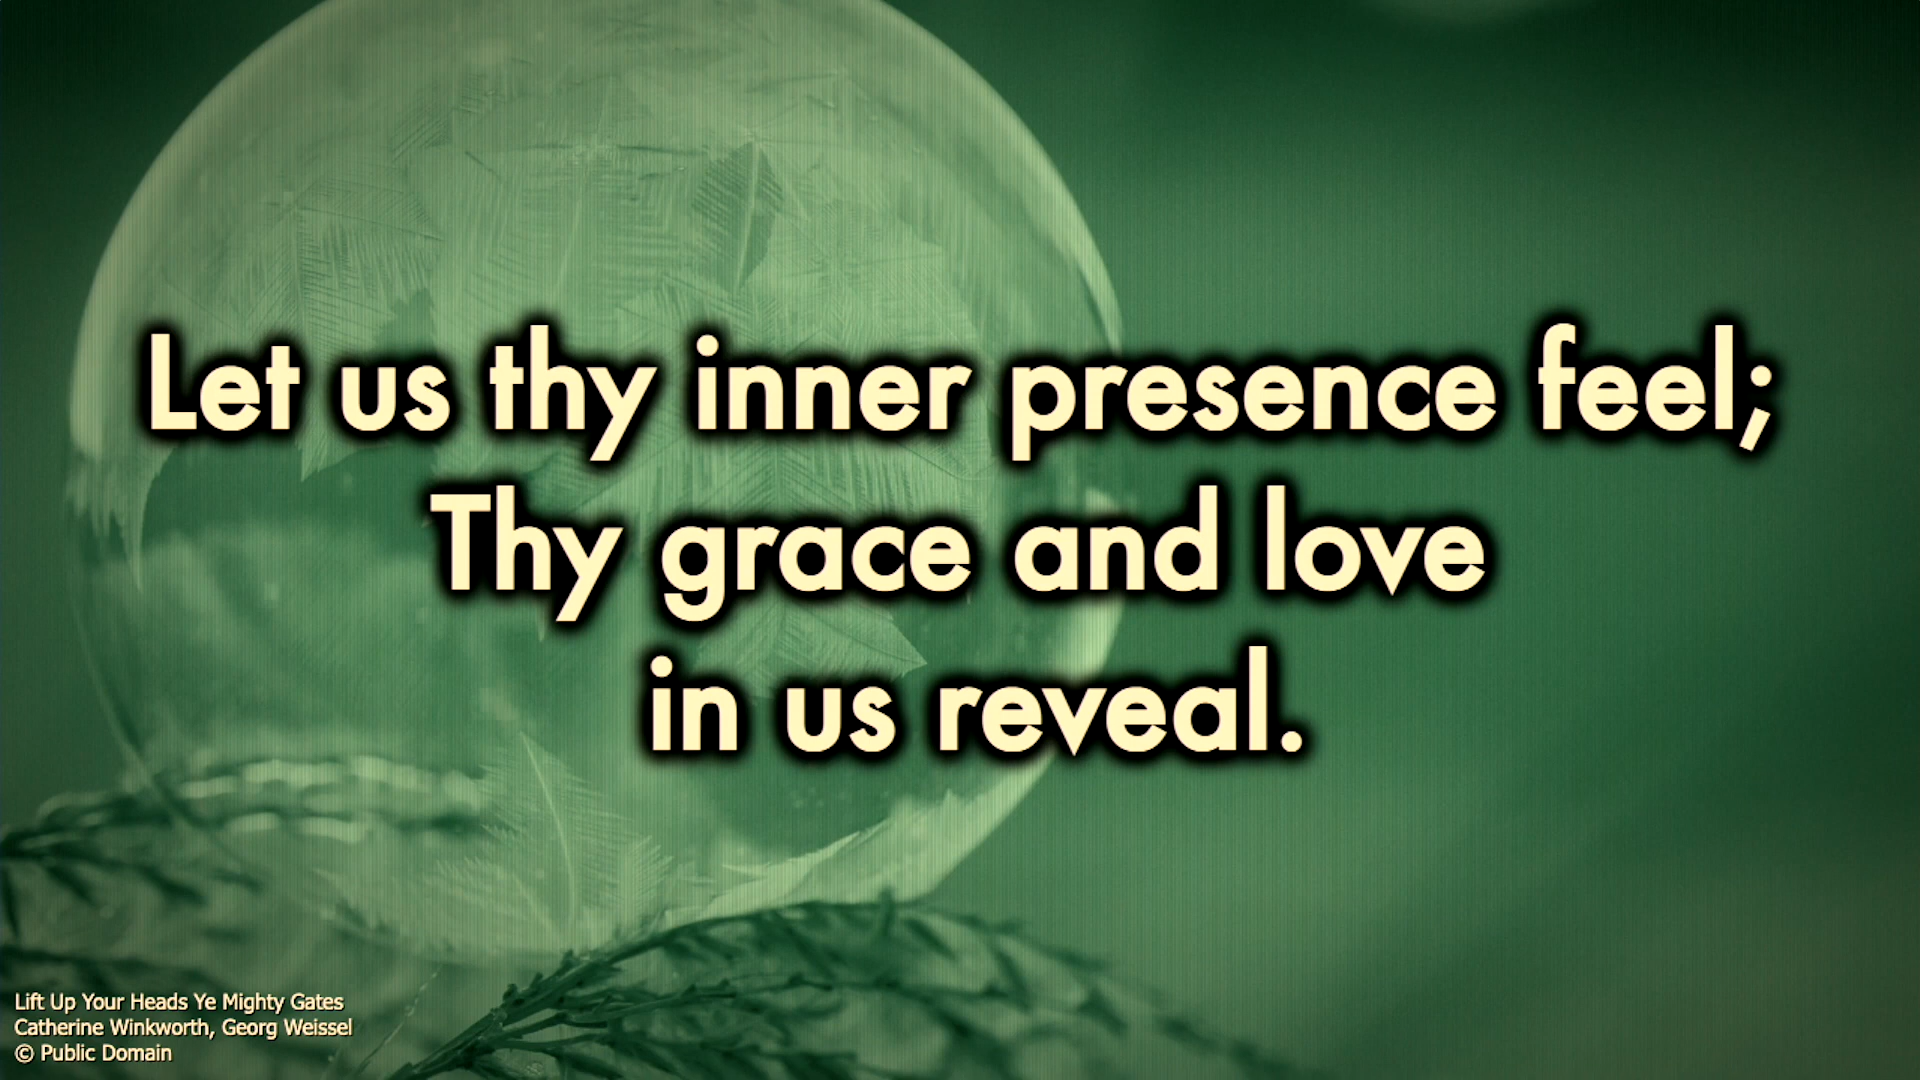 Let us thy inner presence feel;
Thy grace and love
in us reveal.
Lift Up Your Heads Ye Mighty Gates
Catherine Winkworth, Georg Weissel
© Public Domain